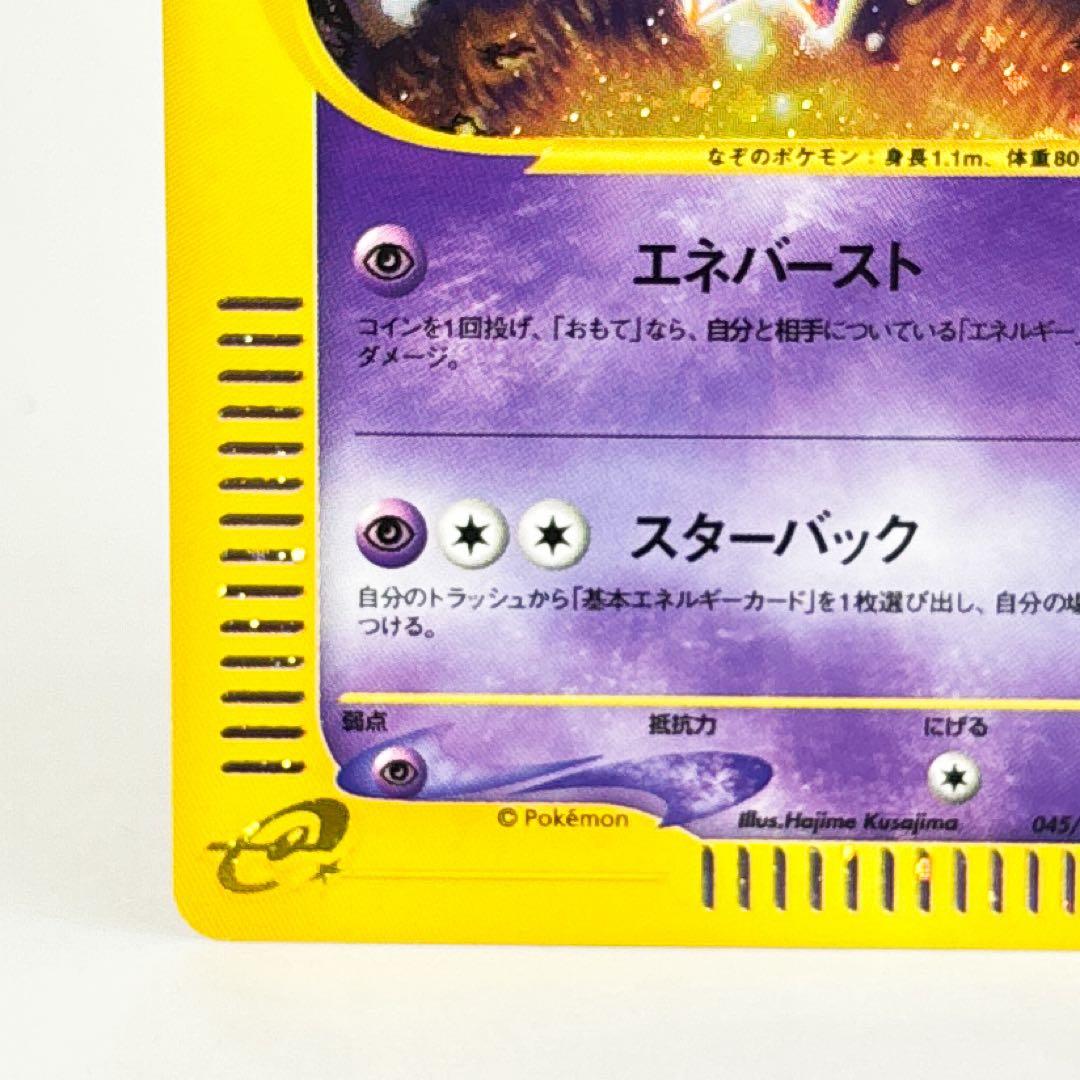 なぞのポケモン：身長1.1m、体重80
エネバースト
コインを1回投げ、「おもて」なら、自分と相手についている「エネルギー」
ダメージ。
スターバック
自分のトラッシュから「基本エネルギーカード」を1枚選び出し、自分の場
つける。
弱点 抵抗力 にげる
© Pokémon illus.Hajime Kusajima 045/
e